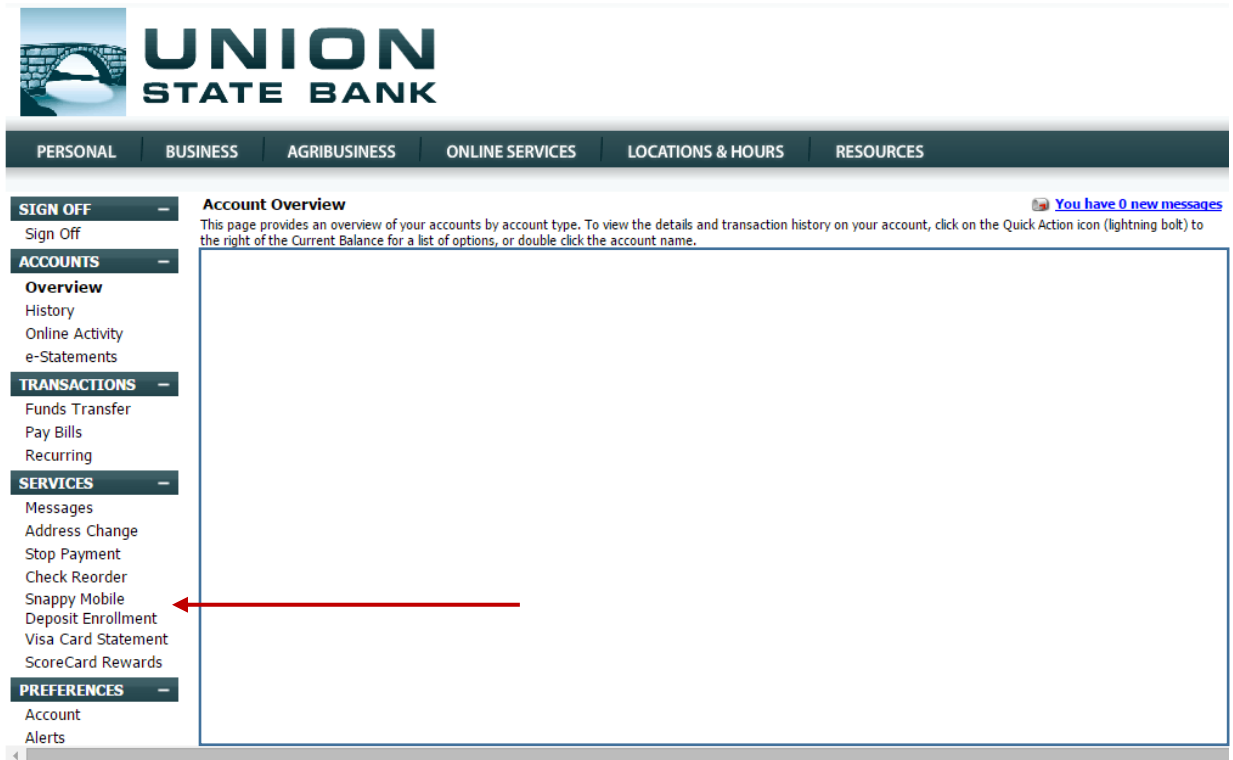 UNION
STATE BANK
PERSONAL BUSINESS AGRIBUSINESS ONLINE SERVICES LOCATIONS & HOURS RESOURCES
SIGN OFF –
Sign Off
ACCOUNTS –
Overview
History
Online Activity
e-Statements
TRANSACTIONS –
Funds Transfer
Pay Bills
Recurring
SERVICES –
Messages
Address Change
Stop Payment
Check Reorder
Snappy Mobile
Deposit Enrollment
Visa Card Statement
ScoreCard Rewards
PREFERENCES –
Account
Alerts
Account Overview
You have 0 new messages
This page provides an overview of your accounts by account type. To view the details and transaction history on your account, click on the Quick Action icon (lightning bolt) to
the right of the Current Balance for a list of options, or double click the account name.